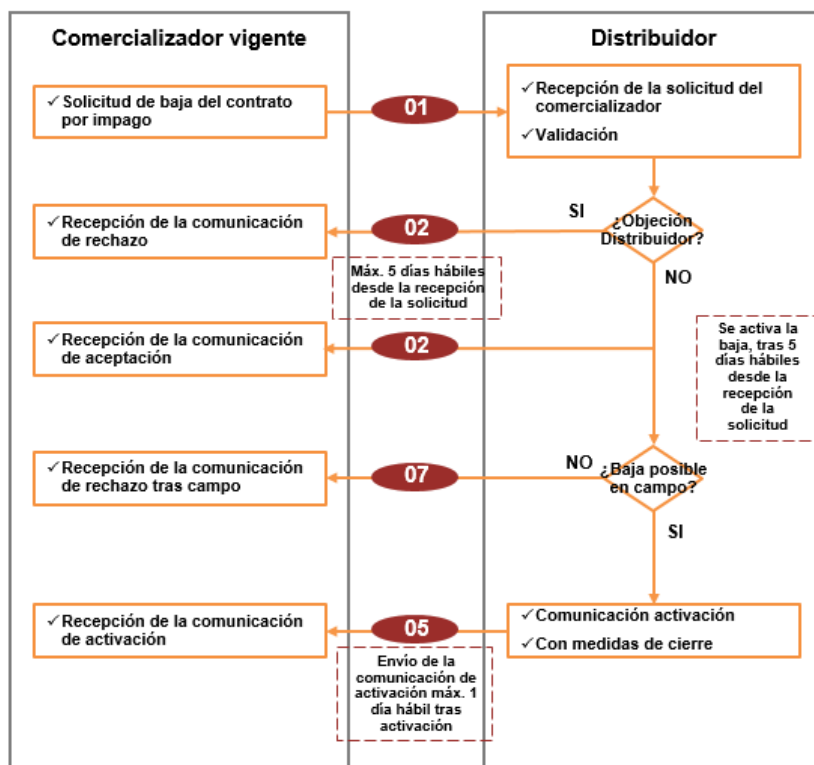 Comercializador vigente
Distribuidor
✓ Solicitud de baja del contrato
por impago
01
✓ Recepción de la solicitud del
comercializador
✓ Validación
✓ Recepción de la comunicación
de rechazo
02
SI
¿Objeción
Distribuidor?
Máx. 5 días hábiles
desde la recepción
de la solicitud
NO
✓ Recepción de la comunicación
de aceptación
02
Se activa la
baja, tras 5
días hábiles
desde la
recepción
de la
solicitud
✓ Recepción de la comunicación
de rechazo tras campo
07
NO
¿Baja posible
en campo?
SI
✓ Recepción de la comunicación
de activación
05
✓ Comunicación activación
✓ Con medidas de cierre
Envío de la
comunicación de
activación máx. 1
día hábil tras
activación